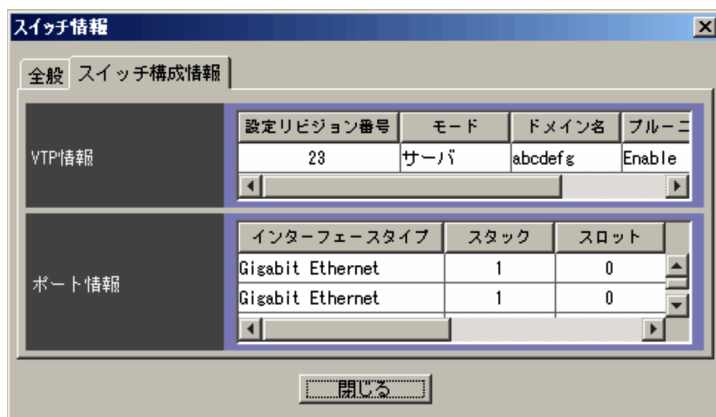 スイッチ情報
全般 スイッチ構成情報
VTP情報
設定リビジョン番号 モード ドメイン名 プルーニ
23 サーバ abcdefg Enable
ポート情報
インターフェースタイプ スタック スロット
Gigabit Ethernet 1 0
Gigabit Ethernet 1 0
閉じる